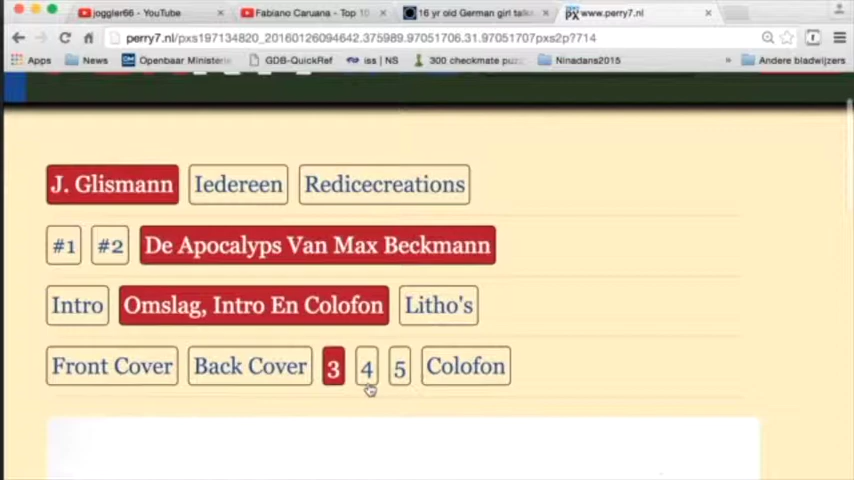 joggler66 - YouTube
Fabiano Caruana - Top 10
16 yr old German girl talks
www.perry7.nl
perry7.nl/pxs197134820_20160126094642.375989.97051706.31.97051707pxs2p?714
Apps
News
Openbaar Ministerie
GDB-QuickRef
iss | NS
300 checkmate puzz
Ninadans2015
»
Andere bladwijzers
J. Glismann
Iedereen
Redicecreations
#1
#2
De Apocalyps Van Max Beckmann
Intro
Omslag, Intro En Colofon
Litho's
Front Cover
Back Cover
3
4
5
Colofon